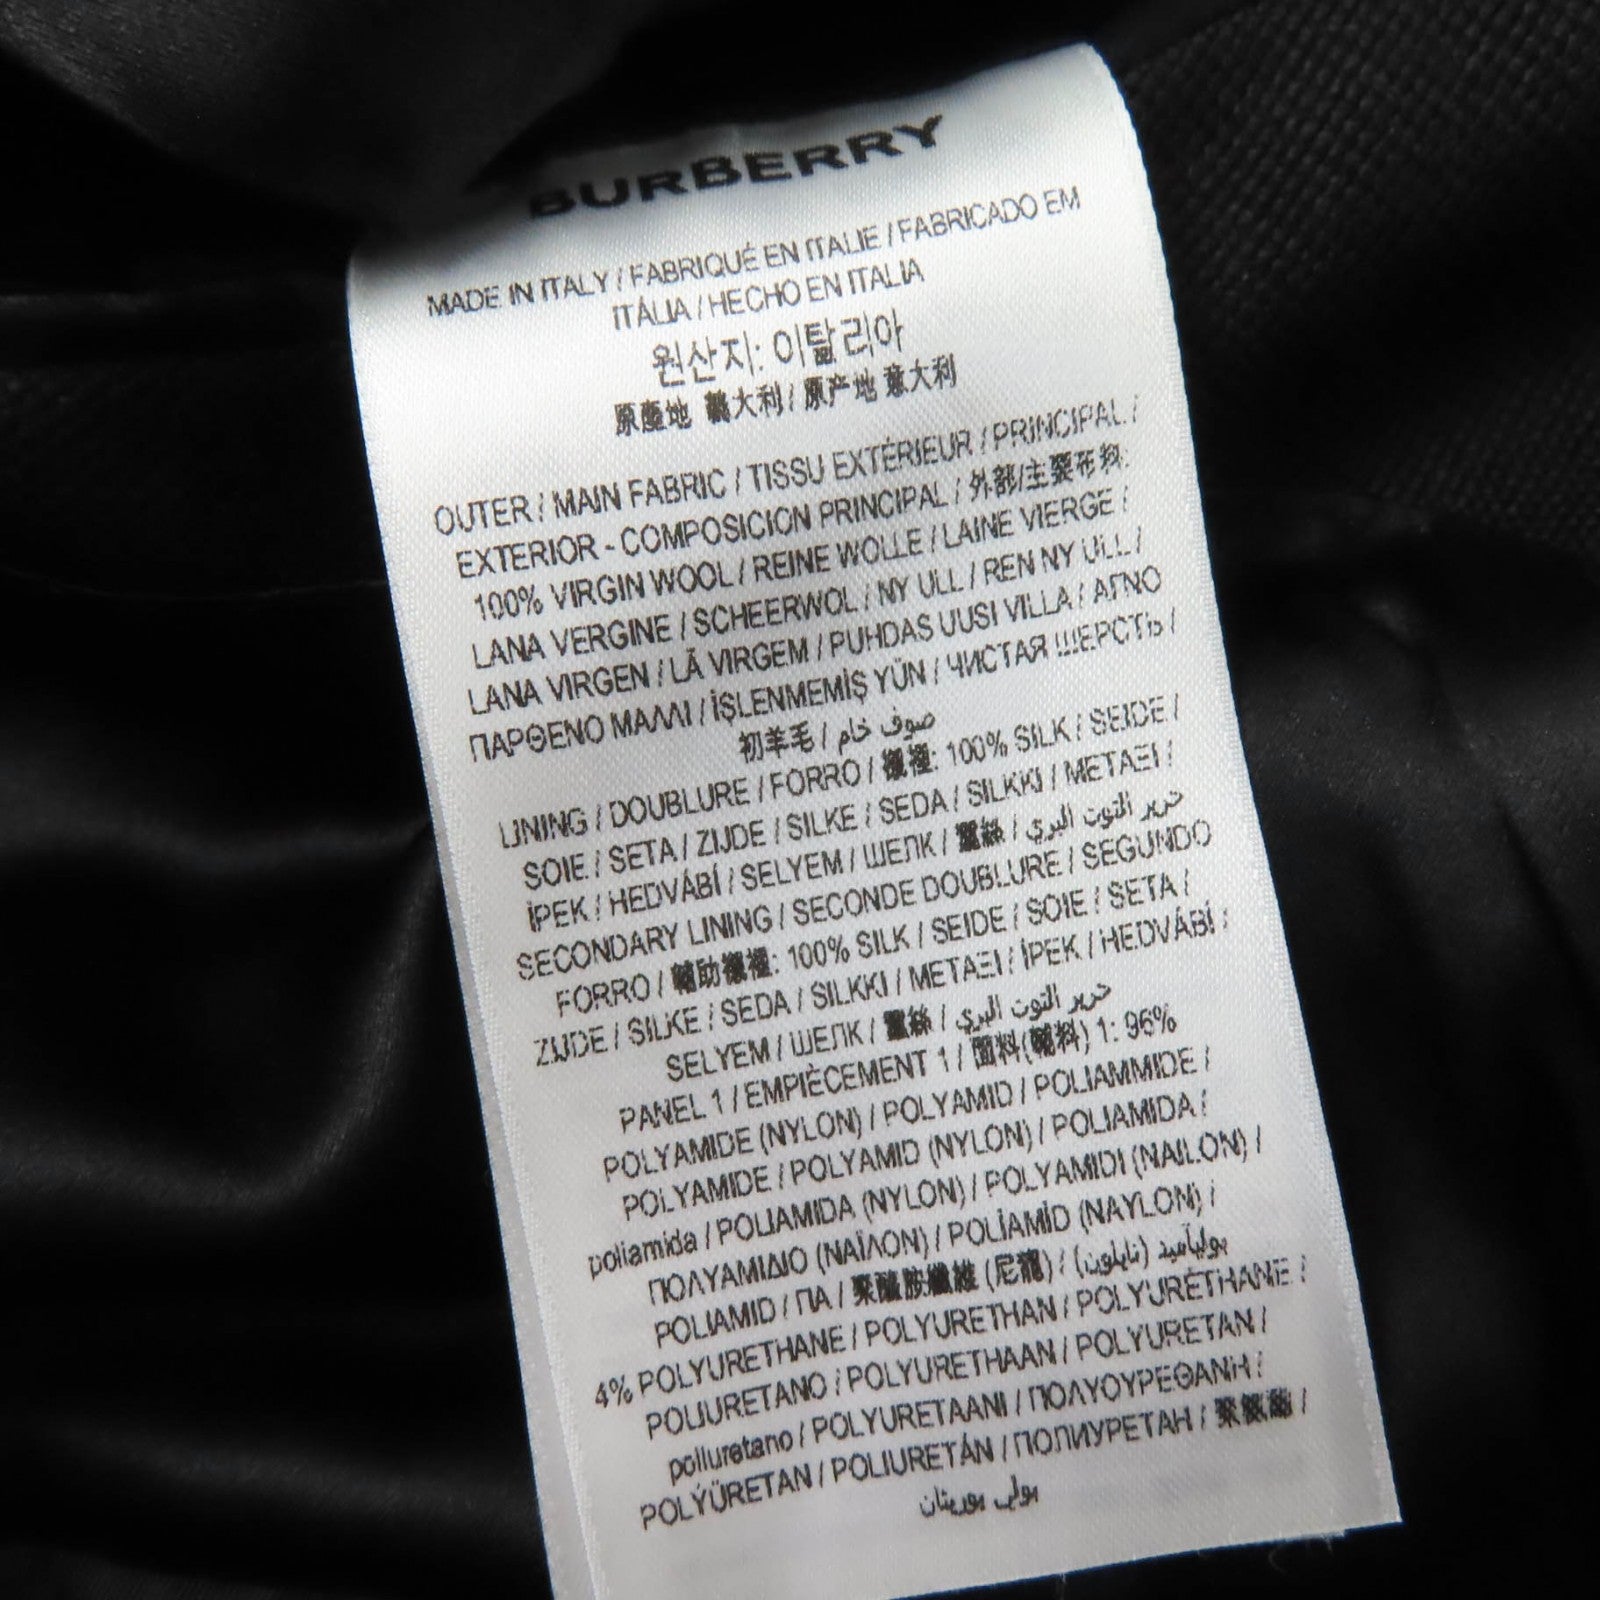 BURBERRY
MADE IN ITALY / FABRIQUÉ EN ITALIE / FABRICADO EM
ITÁLIA / HECHO EN ITALIA
원산지: 이탈리아
原產地 義大利 / 原产地 意大利
OUTER / MAIN FABRIC / TISSU EXTÉRIEUR / PRINCIPAL /
EXTERIOR - COMPOSICION PRINCIPAL / 外部/主要布料:
100% VIRGIN WOOL / REINE WOLLE / LAINE VIERGE /
LANA VERGINE / SCHEERWOL / NY ULL / REN NY ULL /
LANA VIRGEN / LÃ VIRGEM / PUHDAS UUSI VILLA / ΑΓΝΟ
ΠΑΡΘΕΝΟ ΜΑΛΛΙ / İŞLENMEMİŞ YÜN / ЧИСТАЯ ШЕРСТЬ /
初羊毛 / صوف خام
LINING / DOUBLURE / FORRO / 襯裡: 100% SILK / SEIDE /
SOIE / SETA / ZIJDE / SILKE / SEDA / SILKKI / ΜΕΤΑΞΙ /
İPEK / HEDVÁBÍ / SELYEM / ШЕЛК / 蠶絲 / حرير التوت البري
SECONDARY LINING / SECONDE DOUBLURE / SEGUNDO
FORRO / 輔助襯裡: 100% SILK / SEIDE / SOIE / SETA /
ZIJDE / SILKE / SEDA / SILKKI / ΜΕΤΑΞΙ / İPEK / HEDVÁBÍ /
SELYEM / ШЕЛК / 蠶絲 / حرير التوت البري
PANEL 1 / EMPIÈCEMENT 1 / 面料(輔料) 1: 96%
POLYAMIDE (NYLON) / POLYAMID / POLIAMMIDE /
POLYAMIDE / POLYAMID (NYLON) / POLIAMIDA /
poliamida / POLIAMIDA (NYLON) / POLYAMIDI (NAILON) /
ΠΟΛΥΑΜΙΔΙΟ (ΝΑΪΛΟΝ) / POLİAMİD (NAYLON) /
POLIAMID / ПА / 聚醯胺纖維 (尼龍) / بولياميد (نايلون)
4% POLYURETHANE / POLYURETHAN / POLYURÉTHANE /
POLIURETANO / POLYURETHAAN / POLYURETAN /
poliuretano / POLYURETAANI / ΠΟΛΥΟΥΡΕΘΑΝΗ /
POLÝÜRETAN / POLIURETÁN / ПОЛИУРЕТАН / 聚氨酯 /
بولي يوريتان